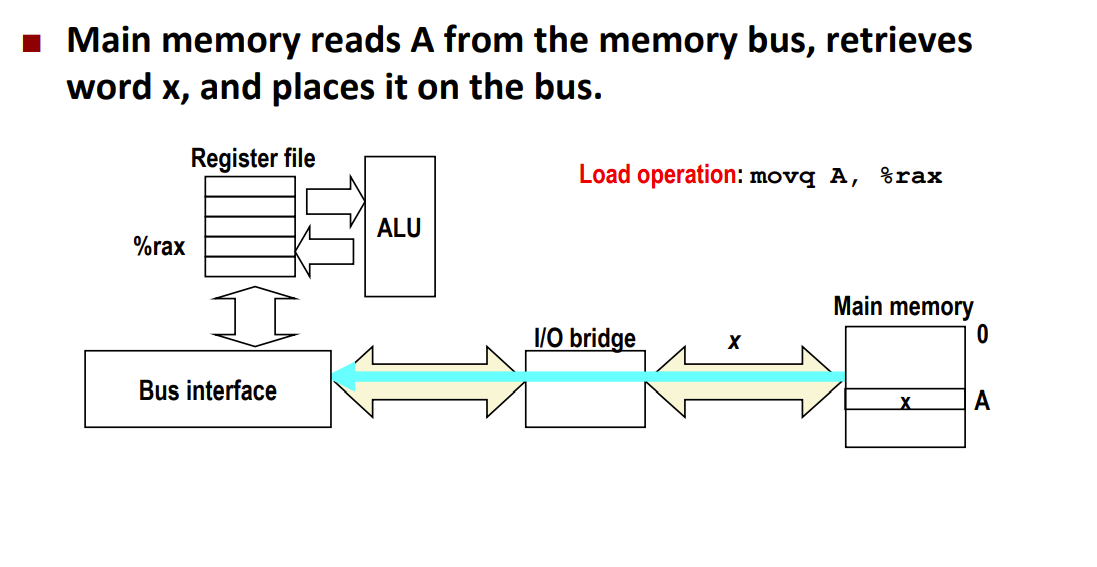 Main memory reads A from the memory bus, retrieves
word x, and places it on the bus.
Register file
Load operation: movq A, %rax
ALU
%rax
Main memory
0
I/O bridge
x
Bus interface
x
A